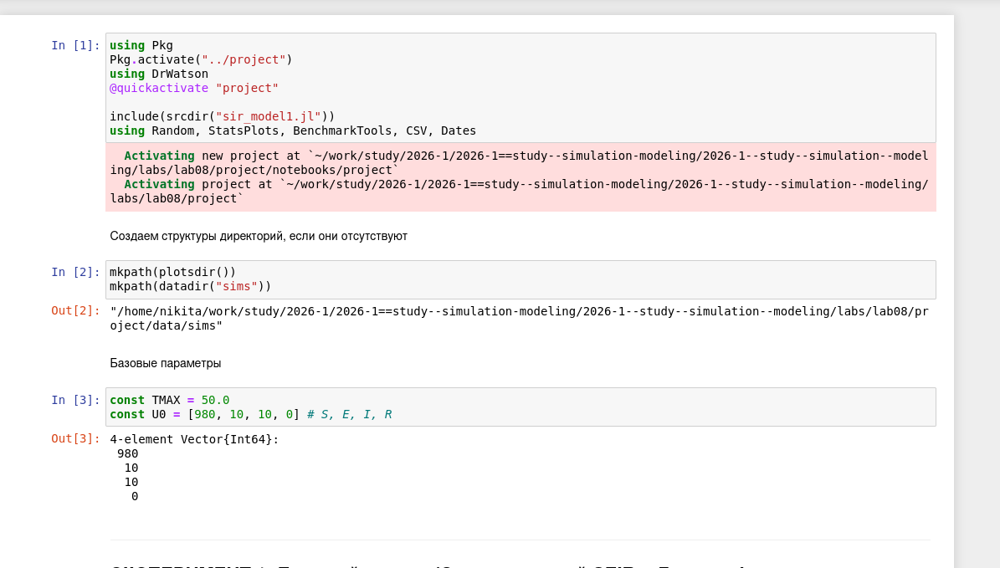 In [1]: using Pkg
Pkg.activate("../project")
using DrWatson
@quickactivate "project"
include(srcdir("sir_model1.jl"))
using Random, StatsPlots, BenchmarkTools, CSV, Dates
Activating new project at `~/work/study/2026-1/2026-1==study--simulation-modeling/2026-1--study--simulation--model
ing/labs/lab08/project/notebooks/project`
Activating project at `~/work/study/2026-1/2026-1==study--simulation-modeling/2026-1--study--simulation--modeling/
labs/lab08/project`
Создаем структуры директорий, если они отсутствуют
In [2]: mkpath(plotsdir())
mkpath(datadir("sims"))
Out[2]: "/home/nikita/work/study/2026-1/2026-1==study--simulation-modeling/2026-1--study--simulation--modeling/labs/lab08/pr
oject/data/sims"
Базовые параметры
In [3]: const TMAX = 50.0
const U0 = [980, 10, 10, 0] # S, E, I, R
Out[3]: 4-element Vector{Int64}:
980
10
10
0